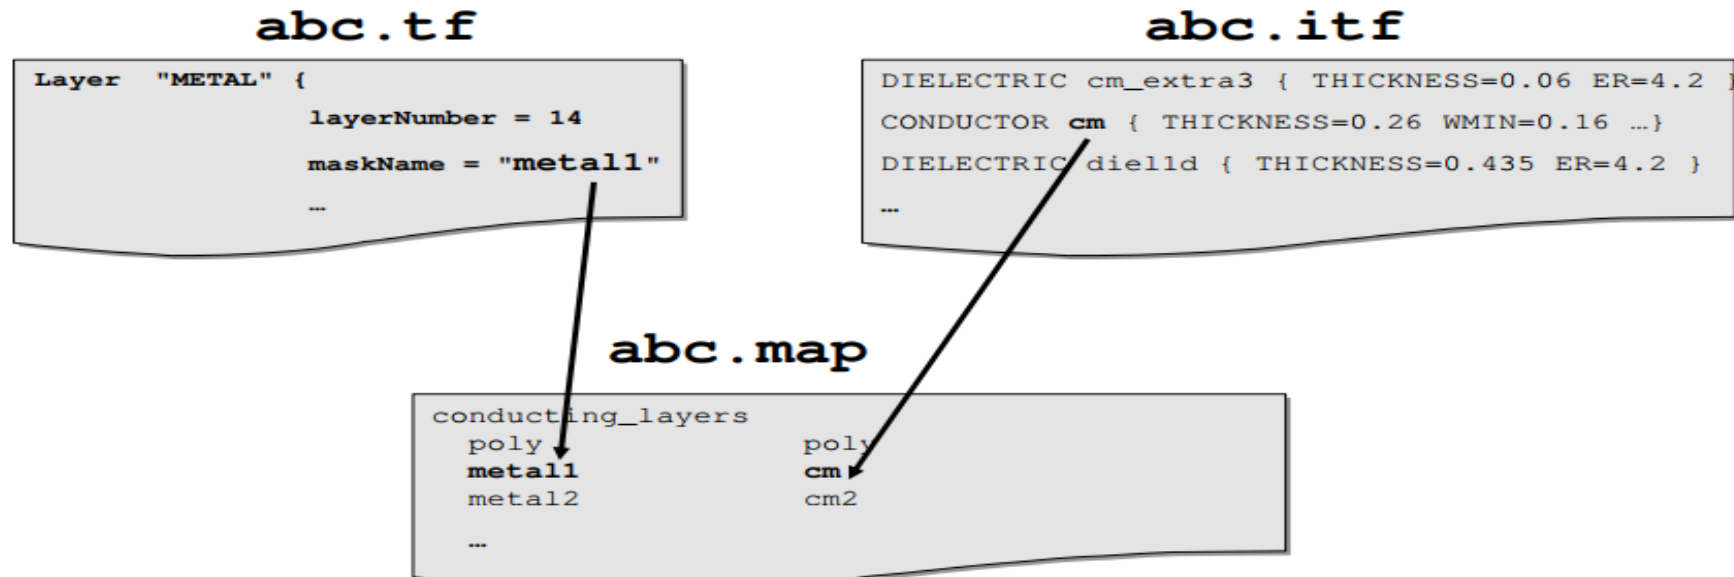 abc.tf
Layer "METAL" {
layerNumber = 14
maskName = "metal1"
…
abc.itf
DIELECTRIC cm_extra3 { THICKNESS=0.06 ER=4.2 }
CONDUCTOR cm { THICKNESS=0.26 WMIN=0.16 …}
DIELECTRIC diel1d { THICKNESS=0.435 ER=4.2 }
…
abc.map
conducting_layers
poly poly
metal1 cm
metal2 cm2
…